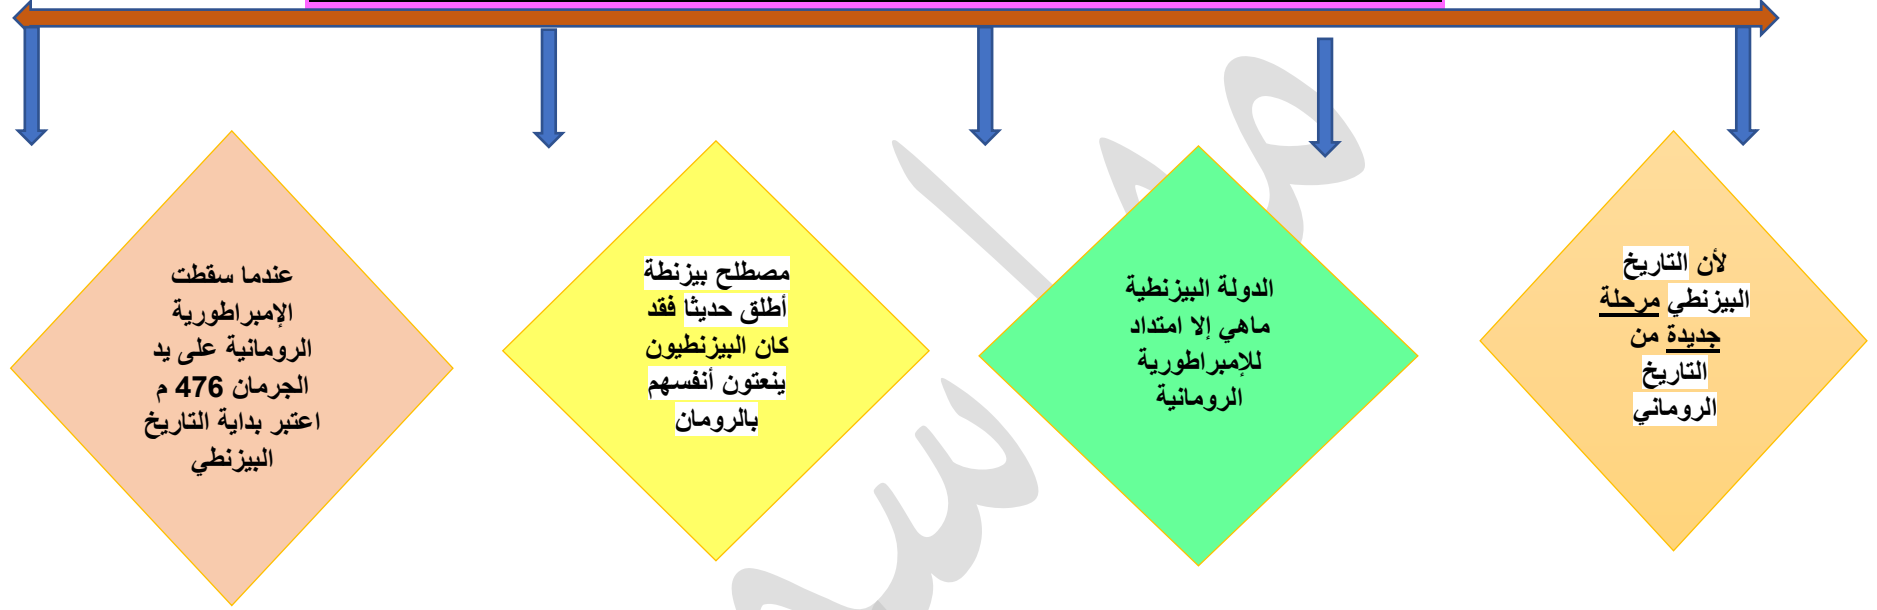 لأن التاريخ
البيزنطي مرحلة
جديدة من
التاريخ
الروماني
الدولة البيزنطية
ماهي إلا امتداد
للإمبراطورية
الرومانية
مصطلح بيزنطة
أطلق حديثا فقد
كان البيزنطيون
ينعتون أنفسهم
بالرومان
عندما سقطت
الإمبراطورية
الرومانية على يد
الجرمان 476 م
اعتبر بداية التاريخ
البيزنطي